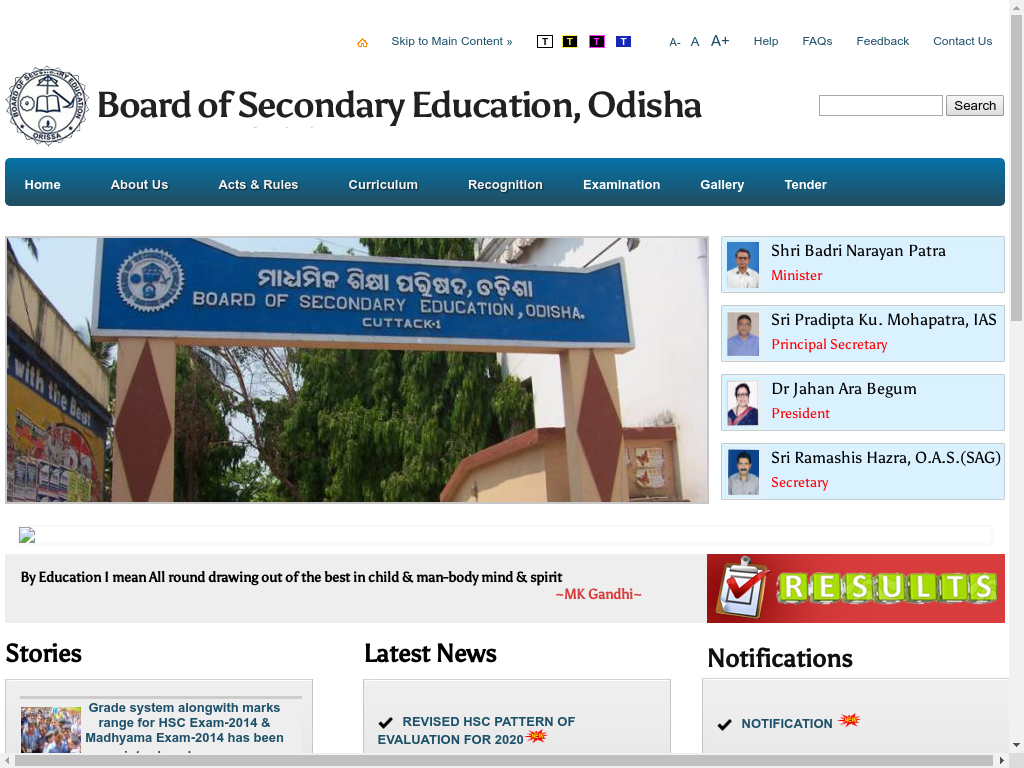 Skip to Main Content »
T
T
T
T
A-
A
A+
Help
FAQs
Feedback
Contact Us
BOARD OF SECONDARY EDUCATION
ORISSA
Board of Secondary Education, Odisha
Search
Home
About Us
Acts & Rules
Curriculum
Recognition
Examination
Gallery
Tender
ମାଧ୍ୟମିକ ଶିକ୍ଷା ପରିଷଦ, ଓଡ଼ିଶା
BOARD OF SECONDARY EDUCATION, ODISHA.
CUTTACK-1
with the Best
Shri Badri Narayan Patra
Minister
Sri Pradipta Ku. Mohapatra, IAS
Principal Secretary
Dr Jahan Ara Begum
President
Sri Ramashis Hazra, O.A.S.(SAG)
Secretary
By Education I mean All round drawing out of the best in child & man-body mind & spirit
~MK Gandhi~
RESULTS
Stories
Grade system alongwith marks
range for HSC Exam-2014 &
Madhyama Exam-2014 has been
Latest News
REVISED HSC PATTERN OF
EVALUATION FOR 2020
Notifications
NOTIFICATION